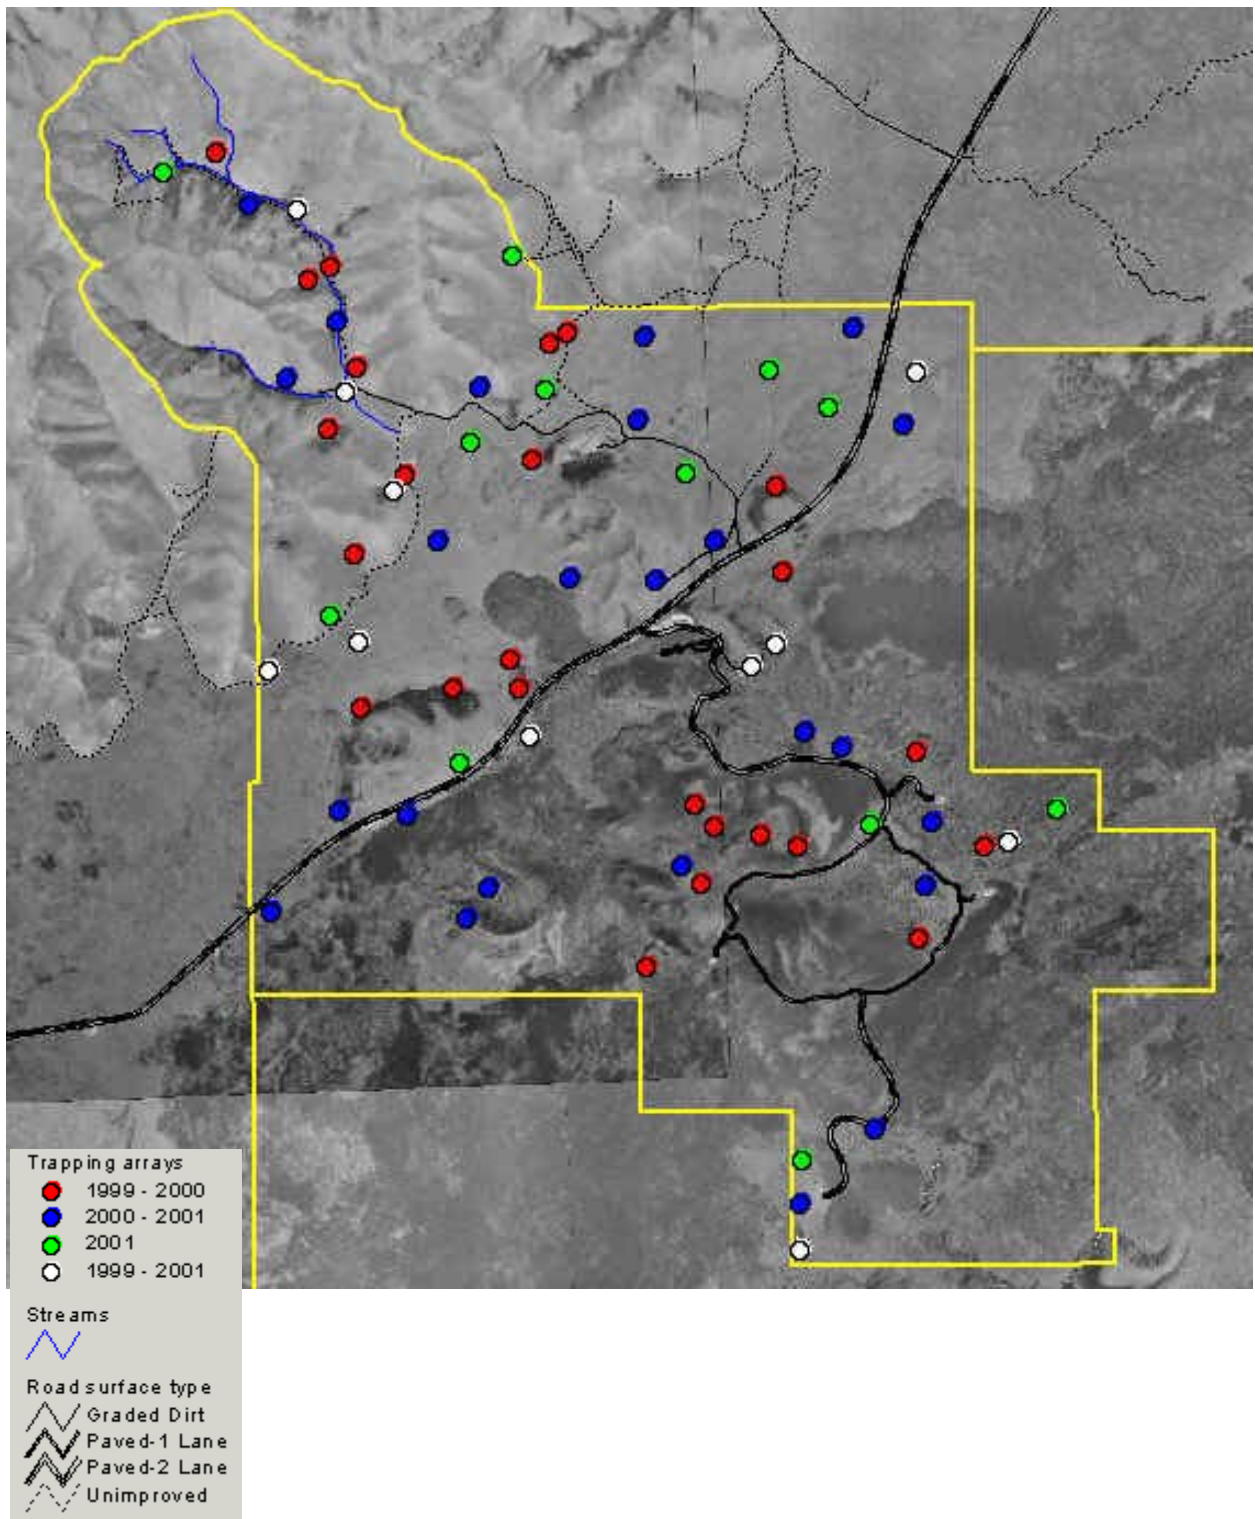 Trapping arrays
1999 - 2000
2000 - 2001
2001
1999 - 2001
Streams
Road surface type
Graded Dirt
Paved-1 Lane
Paved-2 Lane
Unimproved